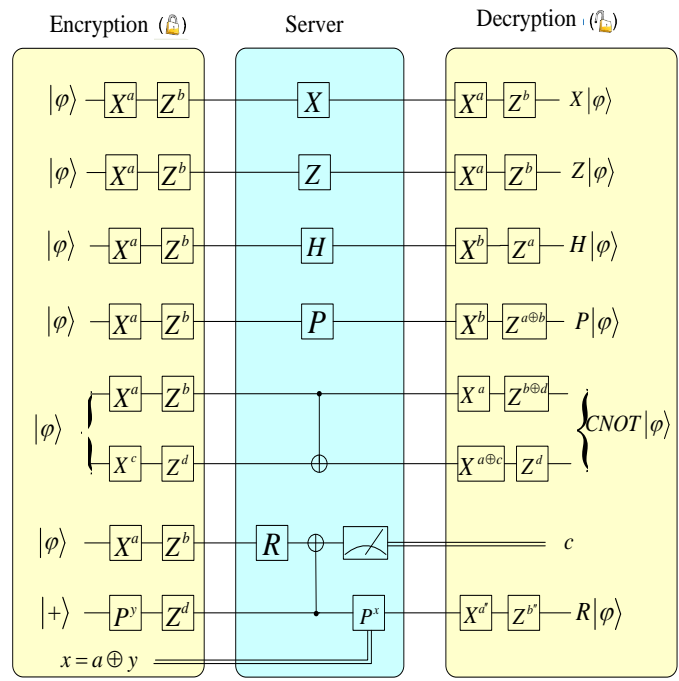 Encryption (🔒) Server Decryption (🔓)
|φ⟩ X^a Z^b X X^a Z^b X|φ⟩
|φ⟩ X^a Z^b Z X^a Z^b Z|φ⟩
|φ⟩ X^a Z^b H X^b Z^a H|φ⟩
|φ⟩ X^a Z^b P X^b Z^{a⊕b} P|φ⟩
X^a Z^b X^a Z^{b⊕d}
|φ⟩ CNOT|φ⟩
X^c Z^d X^{a⊕c} Z^d
|φ⟩ X^a Z^b R c
|+⟩ P^y Z^d P^x X^{a″} Z^{b″} R|φ⟩
x = a ⊕ y